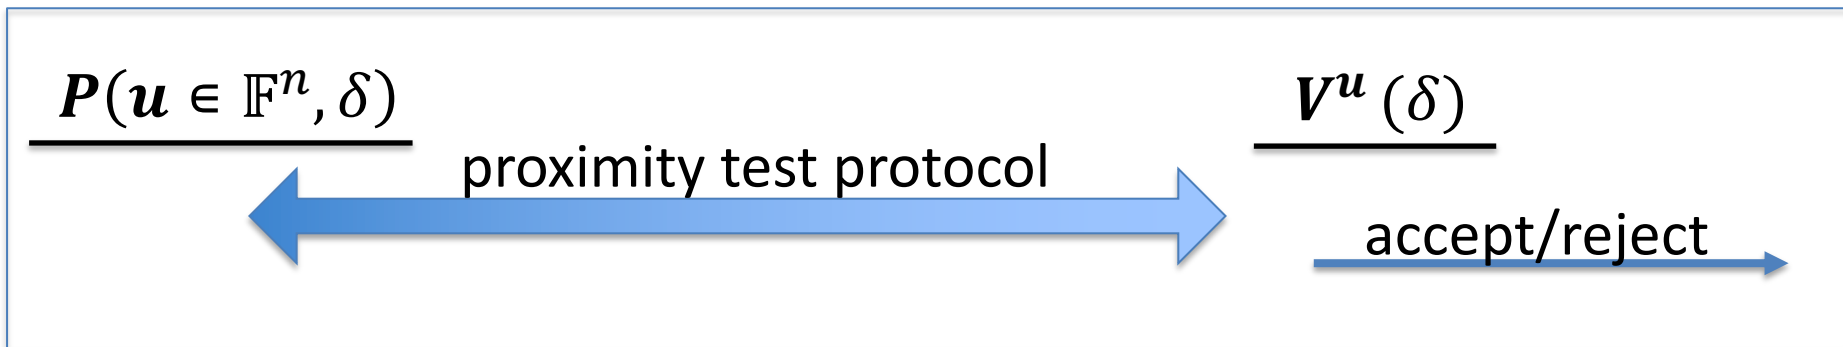 P(u ∈ 𝔽ⁿ, δ)
Vᵘ (δ)
proximity test protocol
accept/reject